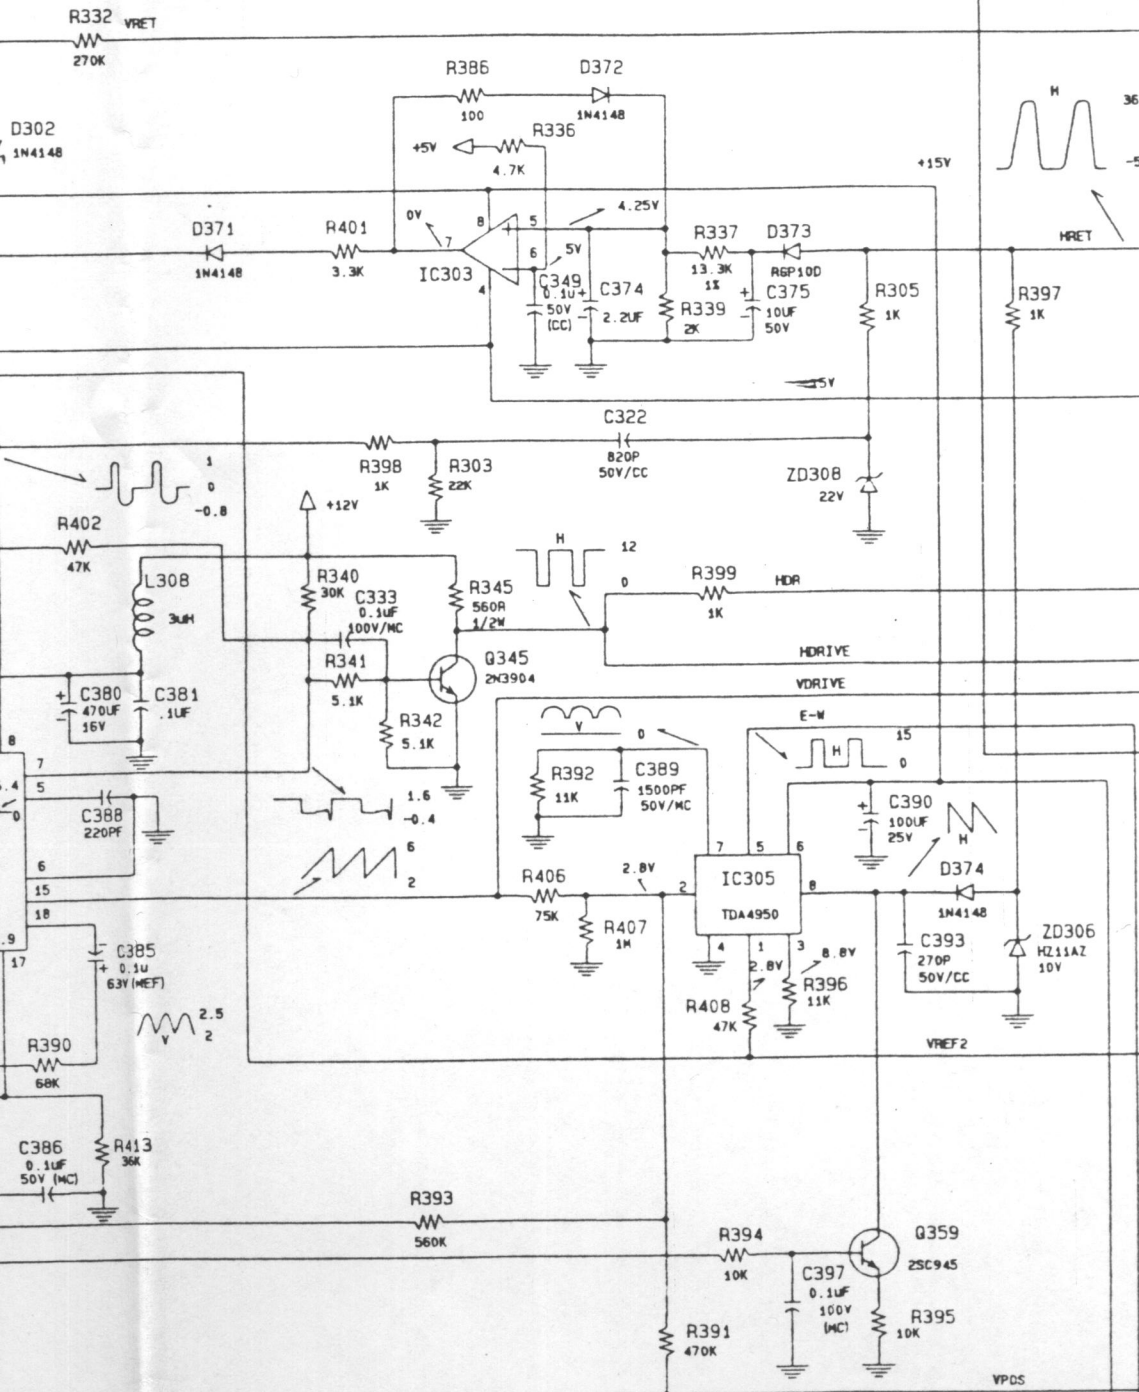 R332 VRET
270K
D302
1N4148
R386
100
D372
1N4148
+5V
R336
4.7K
H
36
-5
+15V
D371
1N4148
R401
3.3K
0V
7
8
4
IC303
5
6
4.25V
5V
C349
0.1U
50V
(CC)
C374
2.2UF
R337
13.3K
1%
D373
RGP10D
R339
2K
C375
10UF
50V
HRET
R305
1K
R397
1K
C322
820P
50V/CC
ZD308
22V
1
0
-0.8
R398
1K
R303
22K
+12V
R402
47K
L308
3uH
R340
30K
C333
0.1UF
100V/MC
R345
560R
1/2W
H
12
0
R399
1K
HDR
R341
5.1K
Q345
2N3904
R342
5.1K
HDRIVE
VDRIVE
C380
470UF
16V
C381
.1UF
8
7
5
C388
220PF
6
15
18
17
1.6
-0.4
6
2
V
0
R392
11K
C389
1500PF
50V/MC
E-W
H
15
0
C390
100UF
25V
H
7 5 6
IC305
TDA4950
2
8
4 1 3
R406
75K
2.8V
R407
1M
2.8V
8.8V
R408
47K
R396
11K
D374
1N4148
C393
270P
50V/CC
ZD306
HZ11AZ
10V
C385
0.1U
63V(MEF)
V
2.5
2
R390
68K
VREF2
C386
0.1UF
50V (MC)
R413
36K
R393
560K
R394
10K
C397
0.1UF
100V
(MC)
Q359
2SC945
R395
10K
R391
470K
VPOS